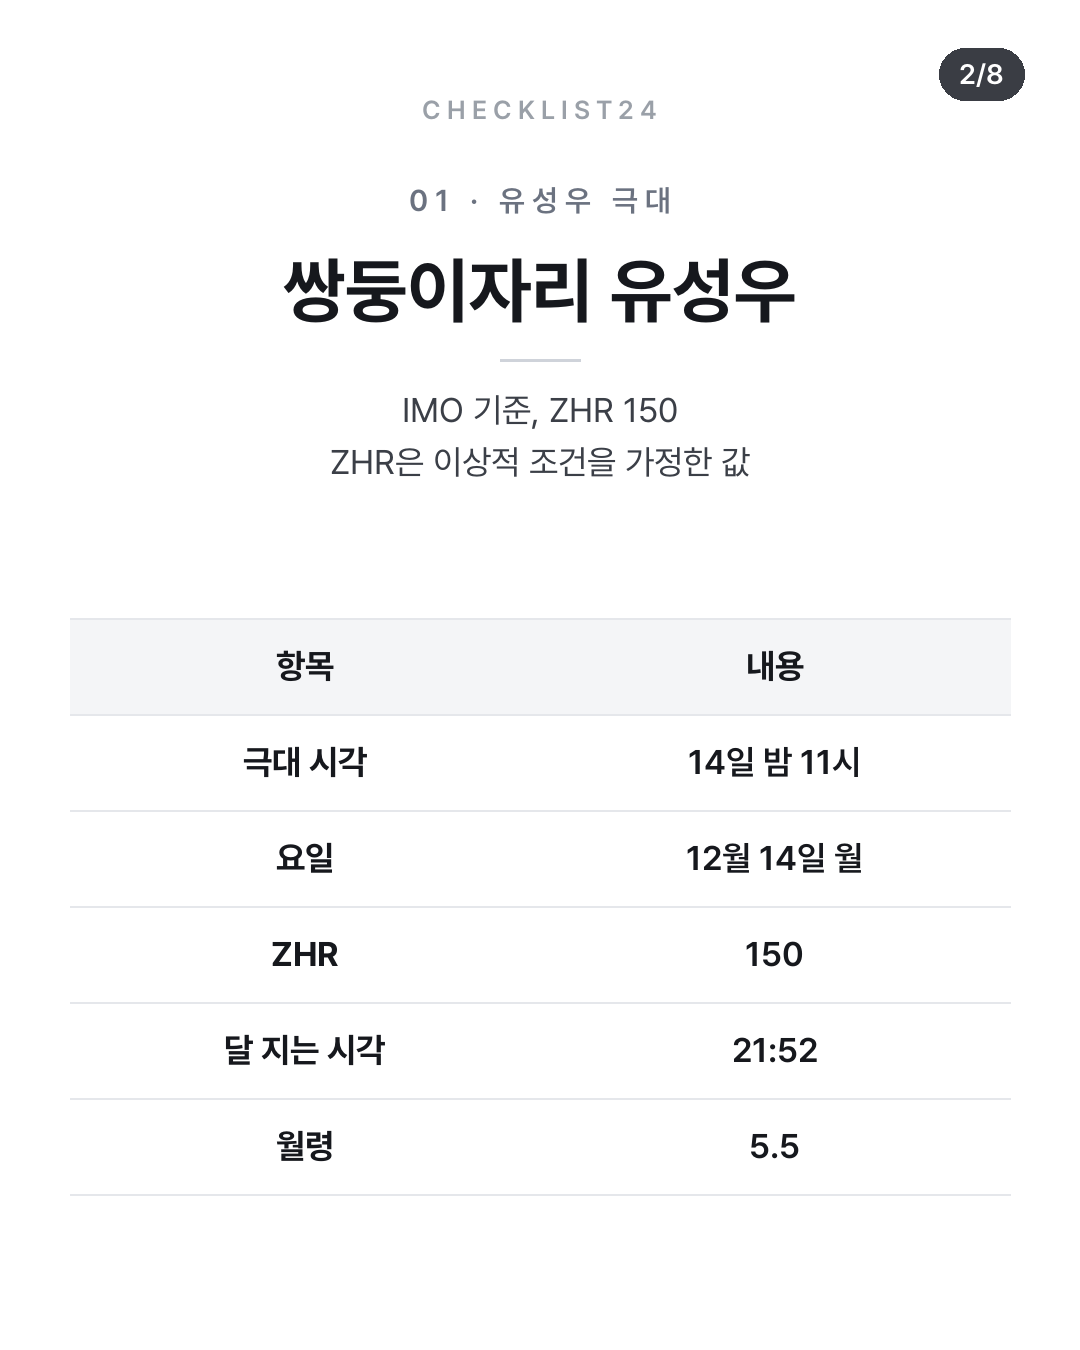 2/8
CHECKLIST24
01 · 유성우 극대
쌍둥이자리 유성우
IMO 기준, ZHR 150
ZHR은 이상적 조건을 가정한 값
항목 내용
극대 시각 14일 밤 11시
요일 12월 14일 월
ZHR 150
달 지는 시각 21:52
월령 5.5